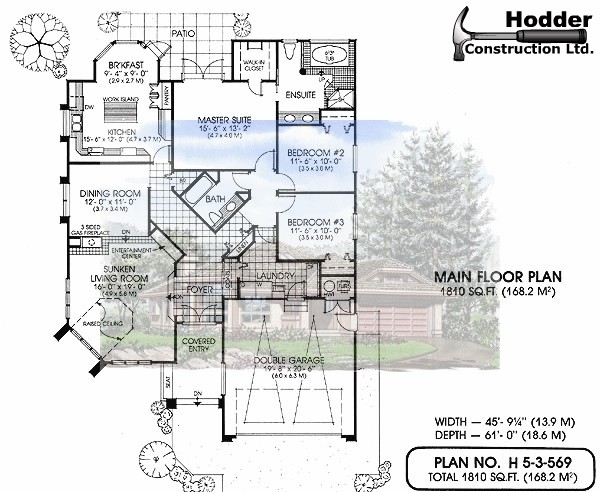 Hodder
Construction Ltd.
PATIO
BR'KFAST
9'- 4" x 9'- 0"
(2.9 x 2.7 M)
WALK-IN
CLOSET
6'3"
TUB
UP
ENSUITE
PANTRY
DW
WORK ISLAND
KITCHEN
15'- 6" x 12'- 0" (4.7 x 3.7 M)
MASTER SUITE
15'- 6" x 13'- 2"
(4.7 x 4.0 M)
BEDROOM #2
11'- 6" x 10'- 0"
(3.5 x 3.0 M)
DINING ROOM
12'- 0" x 11'- 0"
(3.7 x 3.4 M)
BATH
BEDROOM #3
11'- 6" x 10'- 0"
(3.5 x 3.0 M)
3 SIDED
GAS FIREPLACE
DN
ENTERTAINMENT
CENTER
LINEN
SUNKEN
LIVING ROOM
16'- 0" x 19'- 0"
(4.9 x 5.8 M)
LAUNDRY
W
COATS
DN
FOYER
HWT
FURN
RAISED CEILING
MAIN FLOOR PLAN
1810 SQ.FT. (168.2 M²)
COVERED
ENTRY
DOUBLE GARAGE
19'- 8" x 20'- 6"
(6.0 x 6.3 M)
SEAT
DN
WIDTH — 45'- 9¼" (13.9 M)
DEPTH — 61'- 0" (18.6 M)
PLAN NO. H 5-3-569
TOTAL 1810 SQ.FT. (168.2 M²)